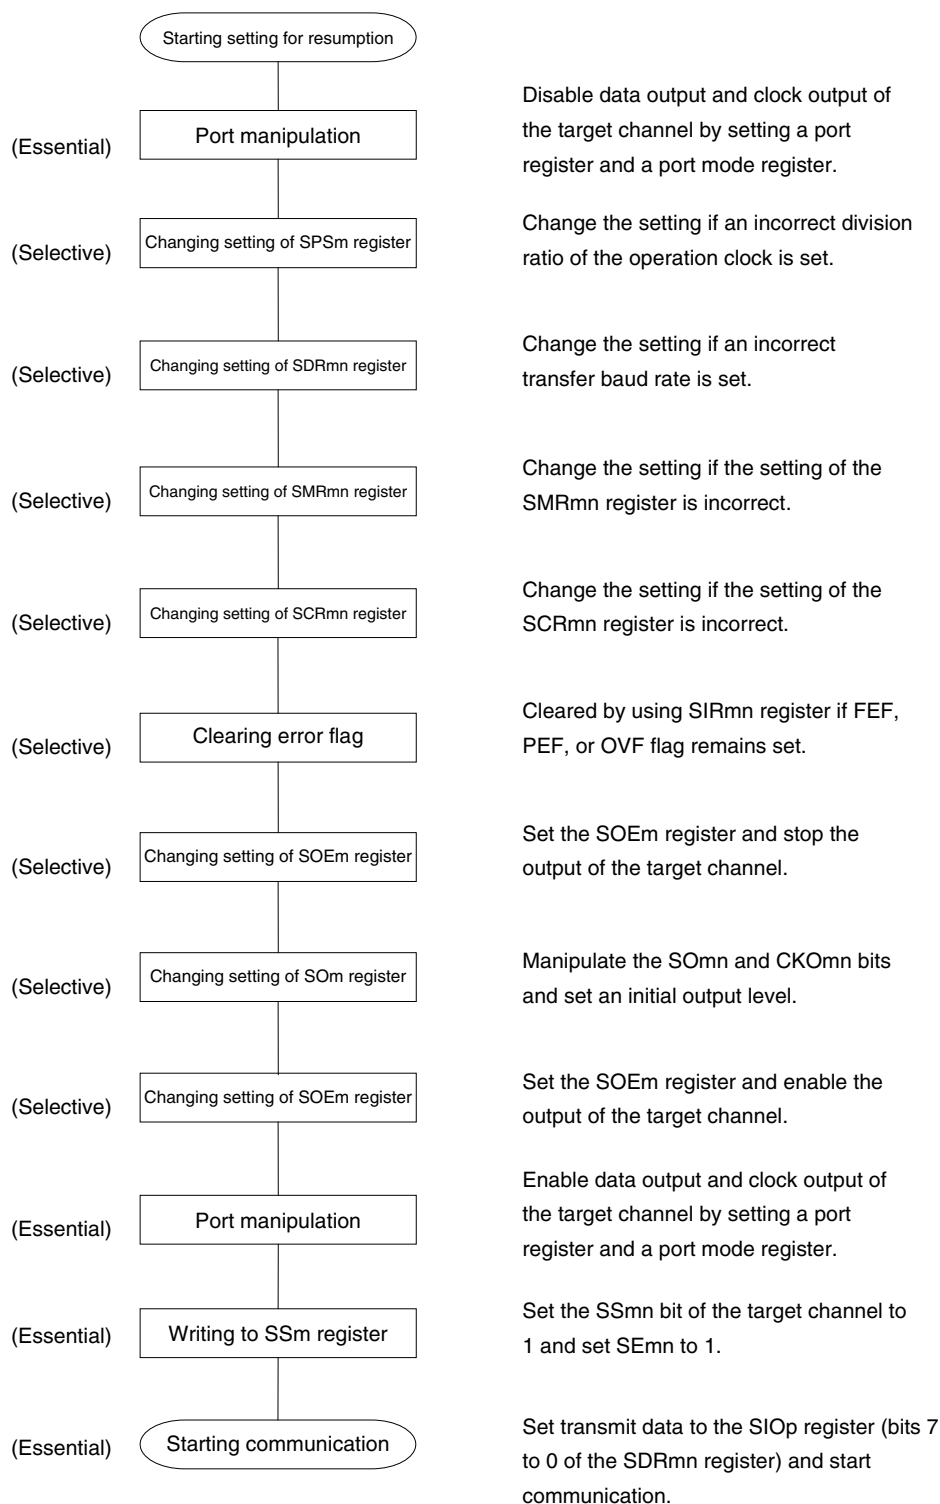 Starting setting for resumption
(Essential)
Port manipulation
Disable data output and clock output of
the target channel by setting a port
register and a port mode register.
(Selective)
Changing setting of SPSm register
Change the setting if an incorrect division
ratio of the operation clock is set.
(Selective)
Changing setting of SDRmn register
Change the setting if an incorrect
transfer baud rate is set.
(Selective)
Changing setting of SMRmn register
Change the setting if the setting of the
SMRmn register is incorrect.
(Selective)
Changing setting of SCRmn register
Change the setting if the setting of the
SCRmn register is incorrect.
(Selective)
Clearing error flag
Cleared by using SIRmn register if FEF,
PEF, or OVF flag remains set.
(Selective)
Changing setting of SOEm register
Set the SOEm register and stop the
output of the target channel.
(Selective)
Changing setting of SOm register
Manipulate the SOmn and CKOmn bits
and set an initial output level.
(Selective)
Changing setting of SOEm register
Set the SOEm register and enable the
output of the target channel.
(Essential)
Port manipulation
Enable data output and clock output of
the target channel by setting a port
register and a port mode register.
(Essential)
Writing to SSm register
Set the SSmn bit of the target channel to
1 and set SEmn to 1.
(Essential)
Starting communication
Set transmit data to the SIOp register (bits 7
to 0 of the SDRmn register) and start
communication.